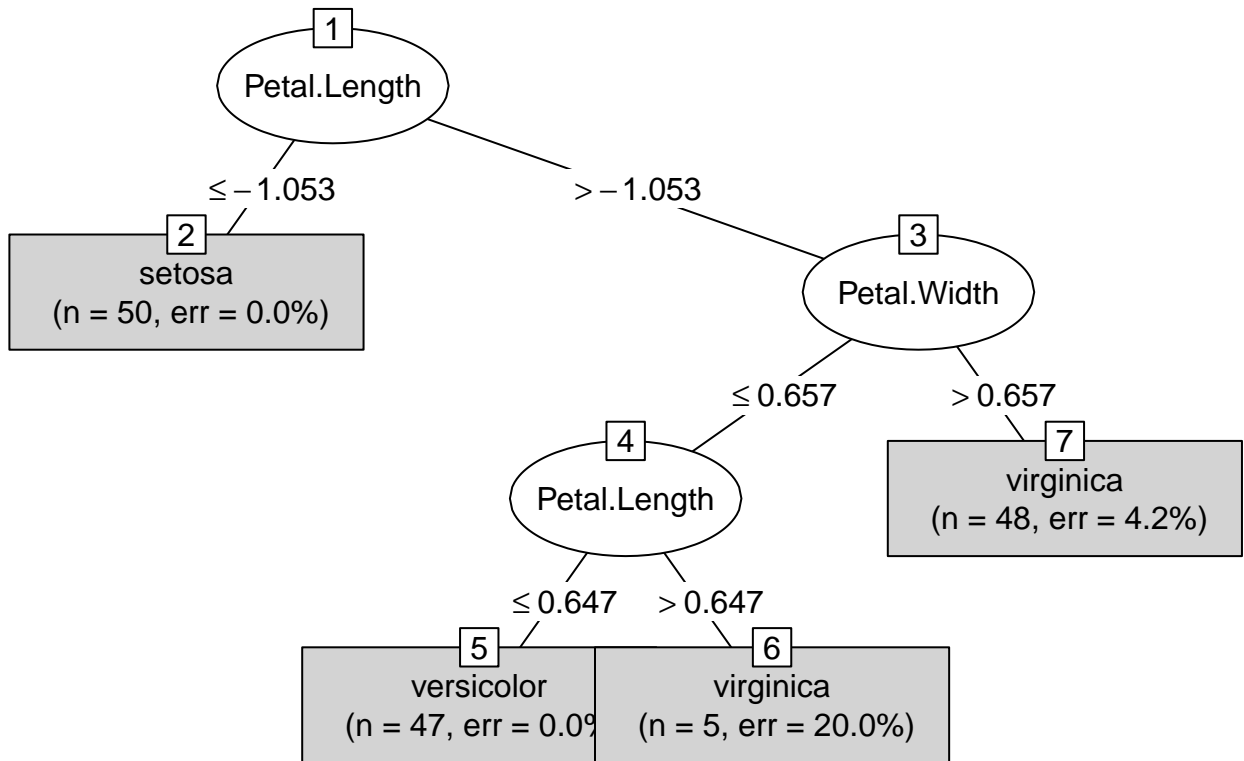 1
Petal.Length
≤ − 1.053
> − 1.053
2
setosa
(n = 50, err = 0.0%)
3
Petal.Width
≤ 0.657
> 0.657
4
Petal.Length
7
virginica
(n = 48, err = 4.2%)
≤ 0.647
> 0.647
5
versicolor
(n = 47, err = 0.0%
6
virginica
(n = 5, err = 20.0%)